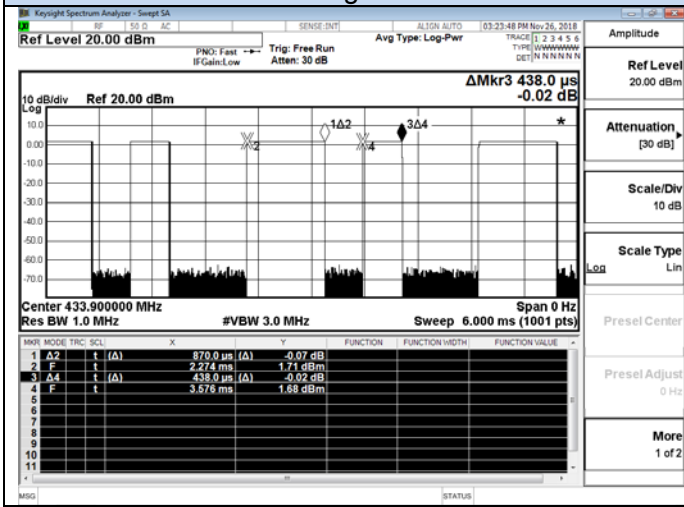 Keysight Spectrum Analyzer - Swept SA
RF 50 Ω AC SENSE:INT ALIGN AUTO 03:23:48 PM Nov 26, 2018
Ref Level 20.00 dBm
PNO: Fast
IFGain:Low
Trig: Free Run
Atten: 30 dB
Avg Type: Log-Pwr
TRACE 1 2 3 4 5 6
TYPE WWWWWW
DET N N N N N N
ΔMkr3 438.0 µs
-0.02 dB
10 dB/div Ref 20.00 dBm
Log
10.0
0.00
-10.0
-20.0
-30.0
-40.0
-50.0
-60.0
-70.0
2
1Δ2
4
3Δ4
*
Center 433.900000 MHz
Span 0 Hz
Res BW 1.0 MHz #VBW 3.0 MHz Sweep 6.000 ms (1001 pts)
MKR MODE TRC SCL X Y FUNCTION FUNCTION WIDTH FUNCTION VALUE
1 Δ2 t (Δ) 870.0 µs (Δ) -0.07 dB
2 F t 2.274 ms 1.71 dBm
3 Δ4 t (Δ) 438.0 µs (Δ) -0.02 dB
4 F t 3.576 ms 1.68 dBm
5
6
7
8
9
10
11
MSG STATUS
Amplitude
Ref Level
20.00 dBm
Attenuation
[30 dB]
Scale/Div
10 dB
Scale Type
Log Lin
Presel Center
Presel Adjust
0 Hz
More
1 of 2